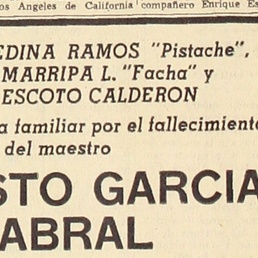 os Angeles de California compañero Enrique Es
EDINA RAMOS "Pistache",
MARRIPA L. "Facha" y
ESCOTO CALDERON
a familiar por el fallecimiento
del maestro
STO GARCIA
ABRAL